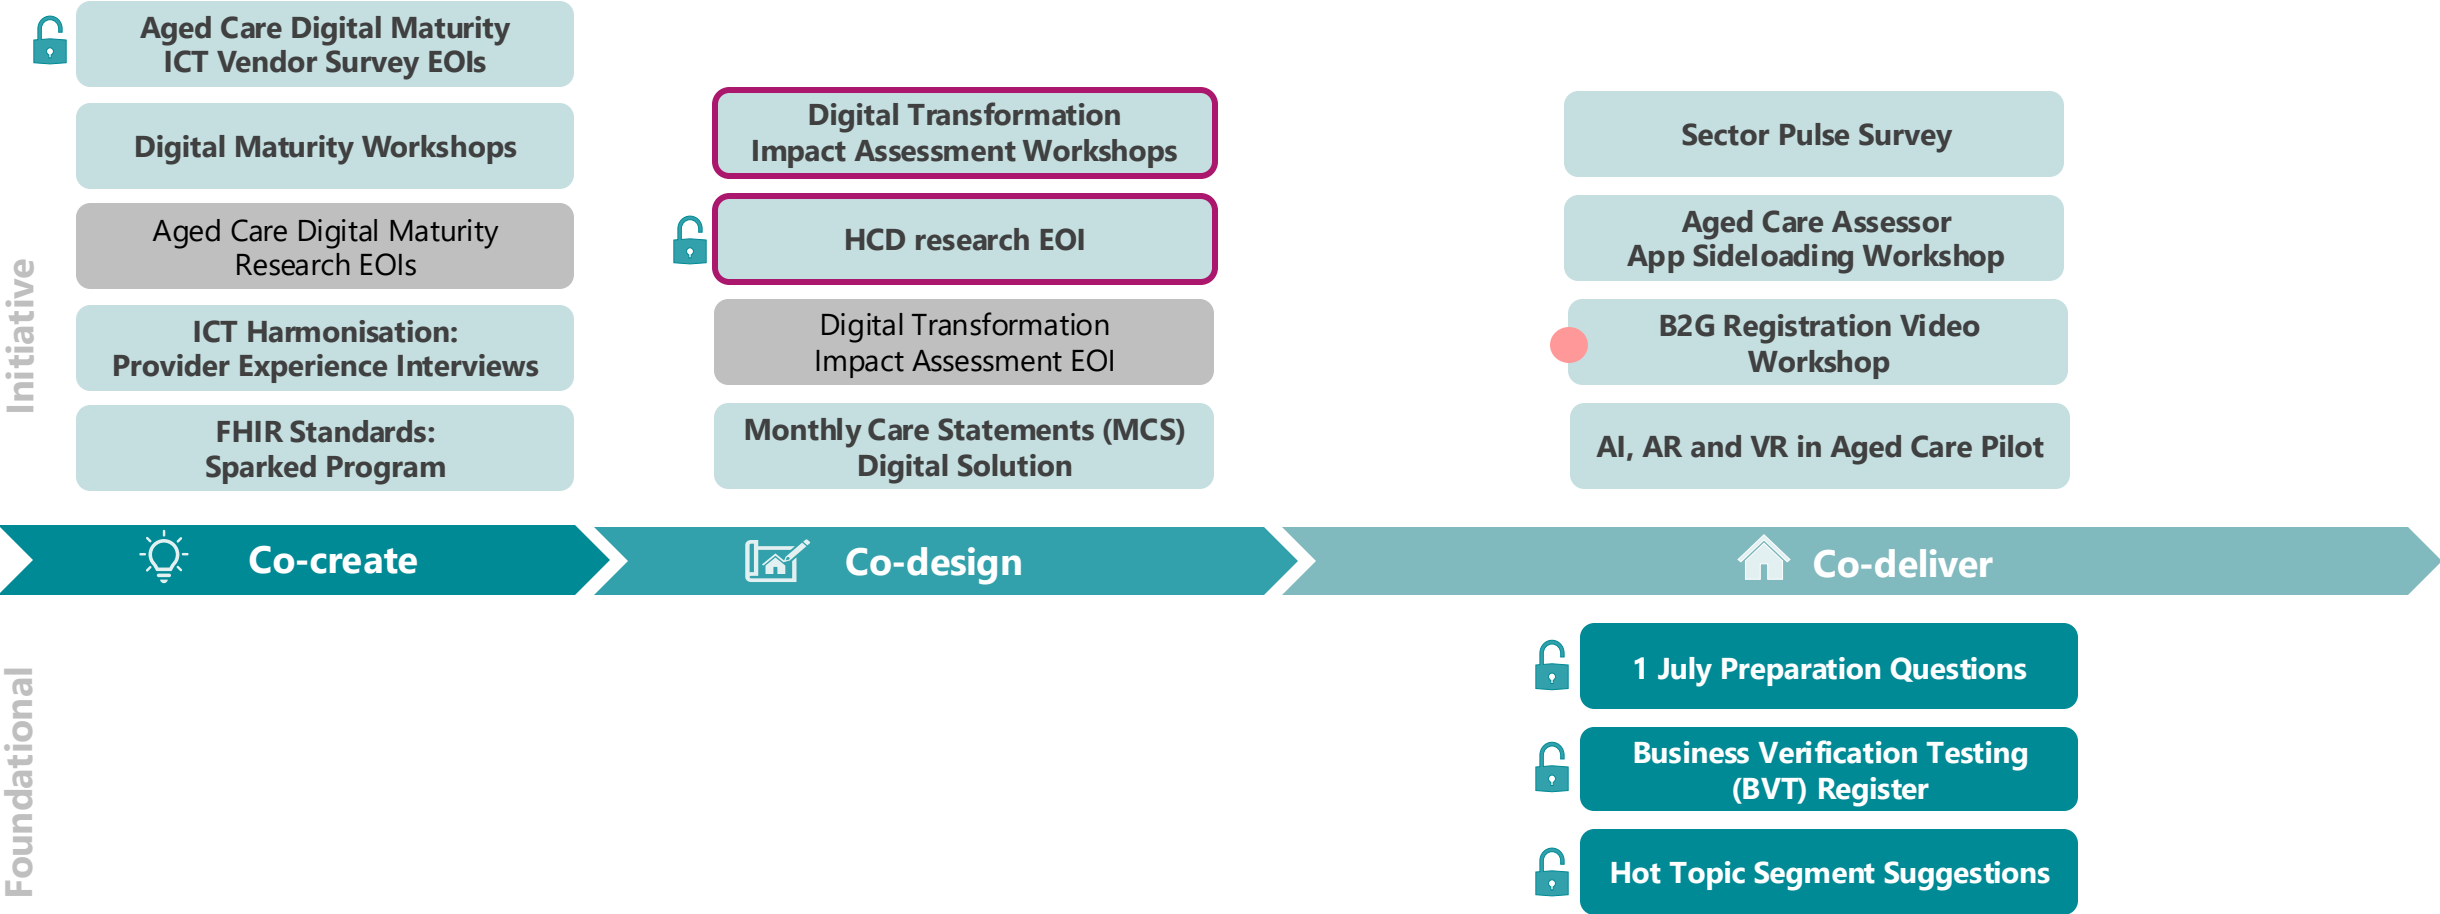 Initiative
Aged Care Digital Maturity
ICT Vendor Survey EOIs
Digital Maturity Workshops
Aged Care Digital Maturity
Research EOIs
ICT Harmonisation:
Provider Experience Interviews
FHIR Standards:
Sparked Program
Digital Transformation
Impact Assessment Workshops
HCD research EOI
Digital Transformation
Impact Assessment EOI
Monthly Care Statements (MCS)
Digital Solution
Sector Pulse Survey
Aged Care Assessor
App Sideloading Workshop
B2G Registration Video
Workshop
AI, AR and VR in Aged Care Pilot
Co-create
Co-design
Co-deliver
Foundational
1 July Preparation Questions
Business Verification Testing
(BVT) Register
Hot Topic Segment Suggestions